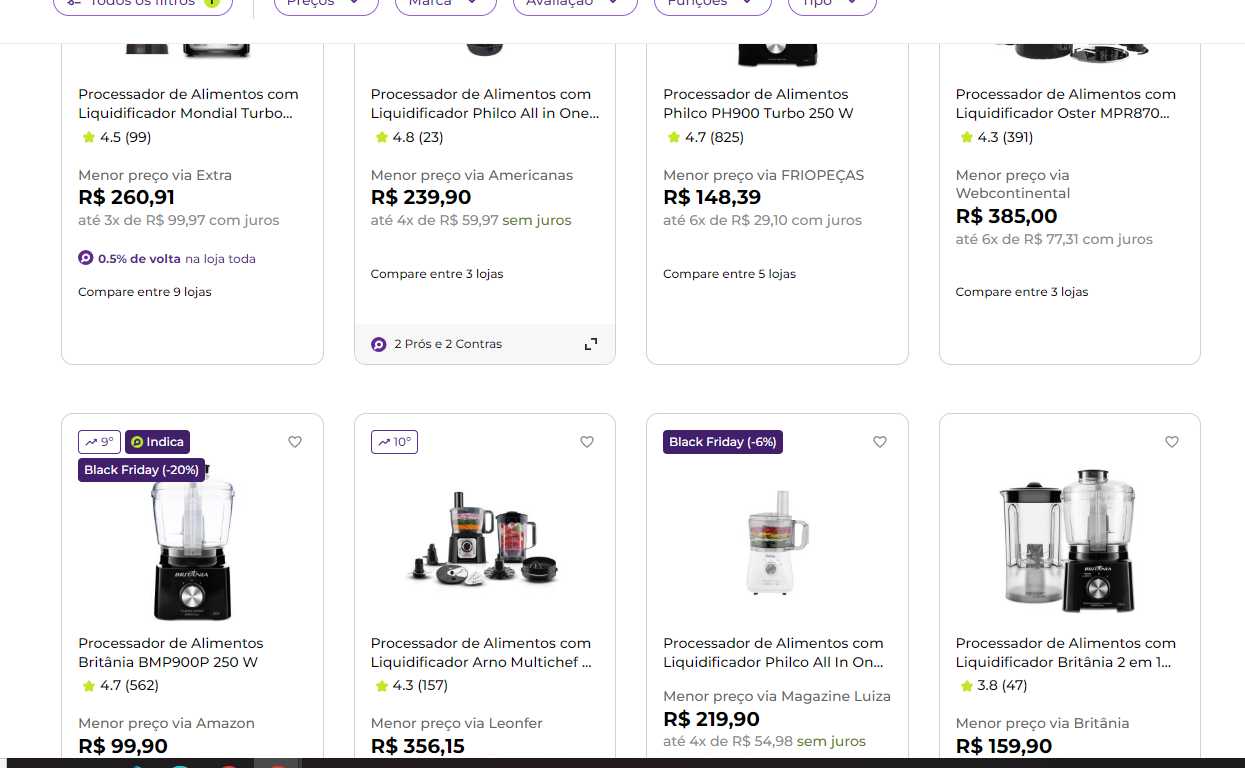 Todos os filtros 1
Preços
Marca
Avaliação
Funções
Tipo
Processador de Alimentos com
Liquidificador Mondial Turbo...
4.5 (99)
Menor preço via Extra
R$ 260,91
até 3x de R$ 99,97 com juros
0.5% de volta na loja toda
Compare entre 9 lojas
Processador de Alimentos com
Liquidificador Philco All in One...
4.8 (23)
Menor preço via Americanas
R$ 239,90
até 4x de R$ 59,97 sem juros
Compare entre 3 lojas
2 Prós e 2 Contras
Processador de Alimentos
Philco PH900 Turbo 250 W
4.7 (825)
Menor preço via FRIOPEÇAS
R$ 148,39
até 6x de R$ 29,10 com juros
Compare entre 5 lojas
Processador de Alimentos com
Liquidificador Oster MPR870...
4.3 (391)
Menor preço via
Webcontinental
R$ 385,00
até 6x de R$ 77,31 com juros
Compare entre 3 lojas
9º
Indica
Black Friday (-20%)
BRITÂNIA
Processador de Alimentos
Britânia BMP900P 250 W
4.7 (562)
Menor preço via Amazon
R$ 99,90
10º
Processador de Alimentos com
Liquidificador Arno Multichef ...
4.3 (157)
Menor preço via Leonfer
R$ 356,15
Black Friday (-6%)
Processador de Alimentos com
Liquidificador Philco All In On...
Menor preço via Magazine Luiza
R$ 219,90
até 4x de R$ 54,98 sem juros
BRITÂNIA
Processador de Alimentos com
Liquidificador Britânia 2 em 1...
3.8 (47)
Menor preço via Britânia
R$ 159,90